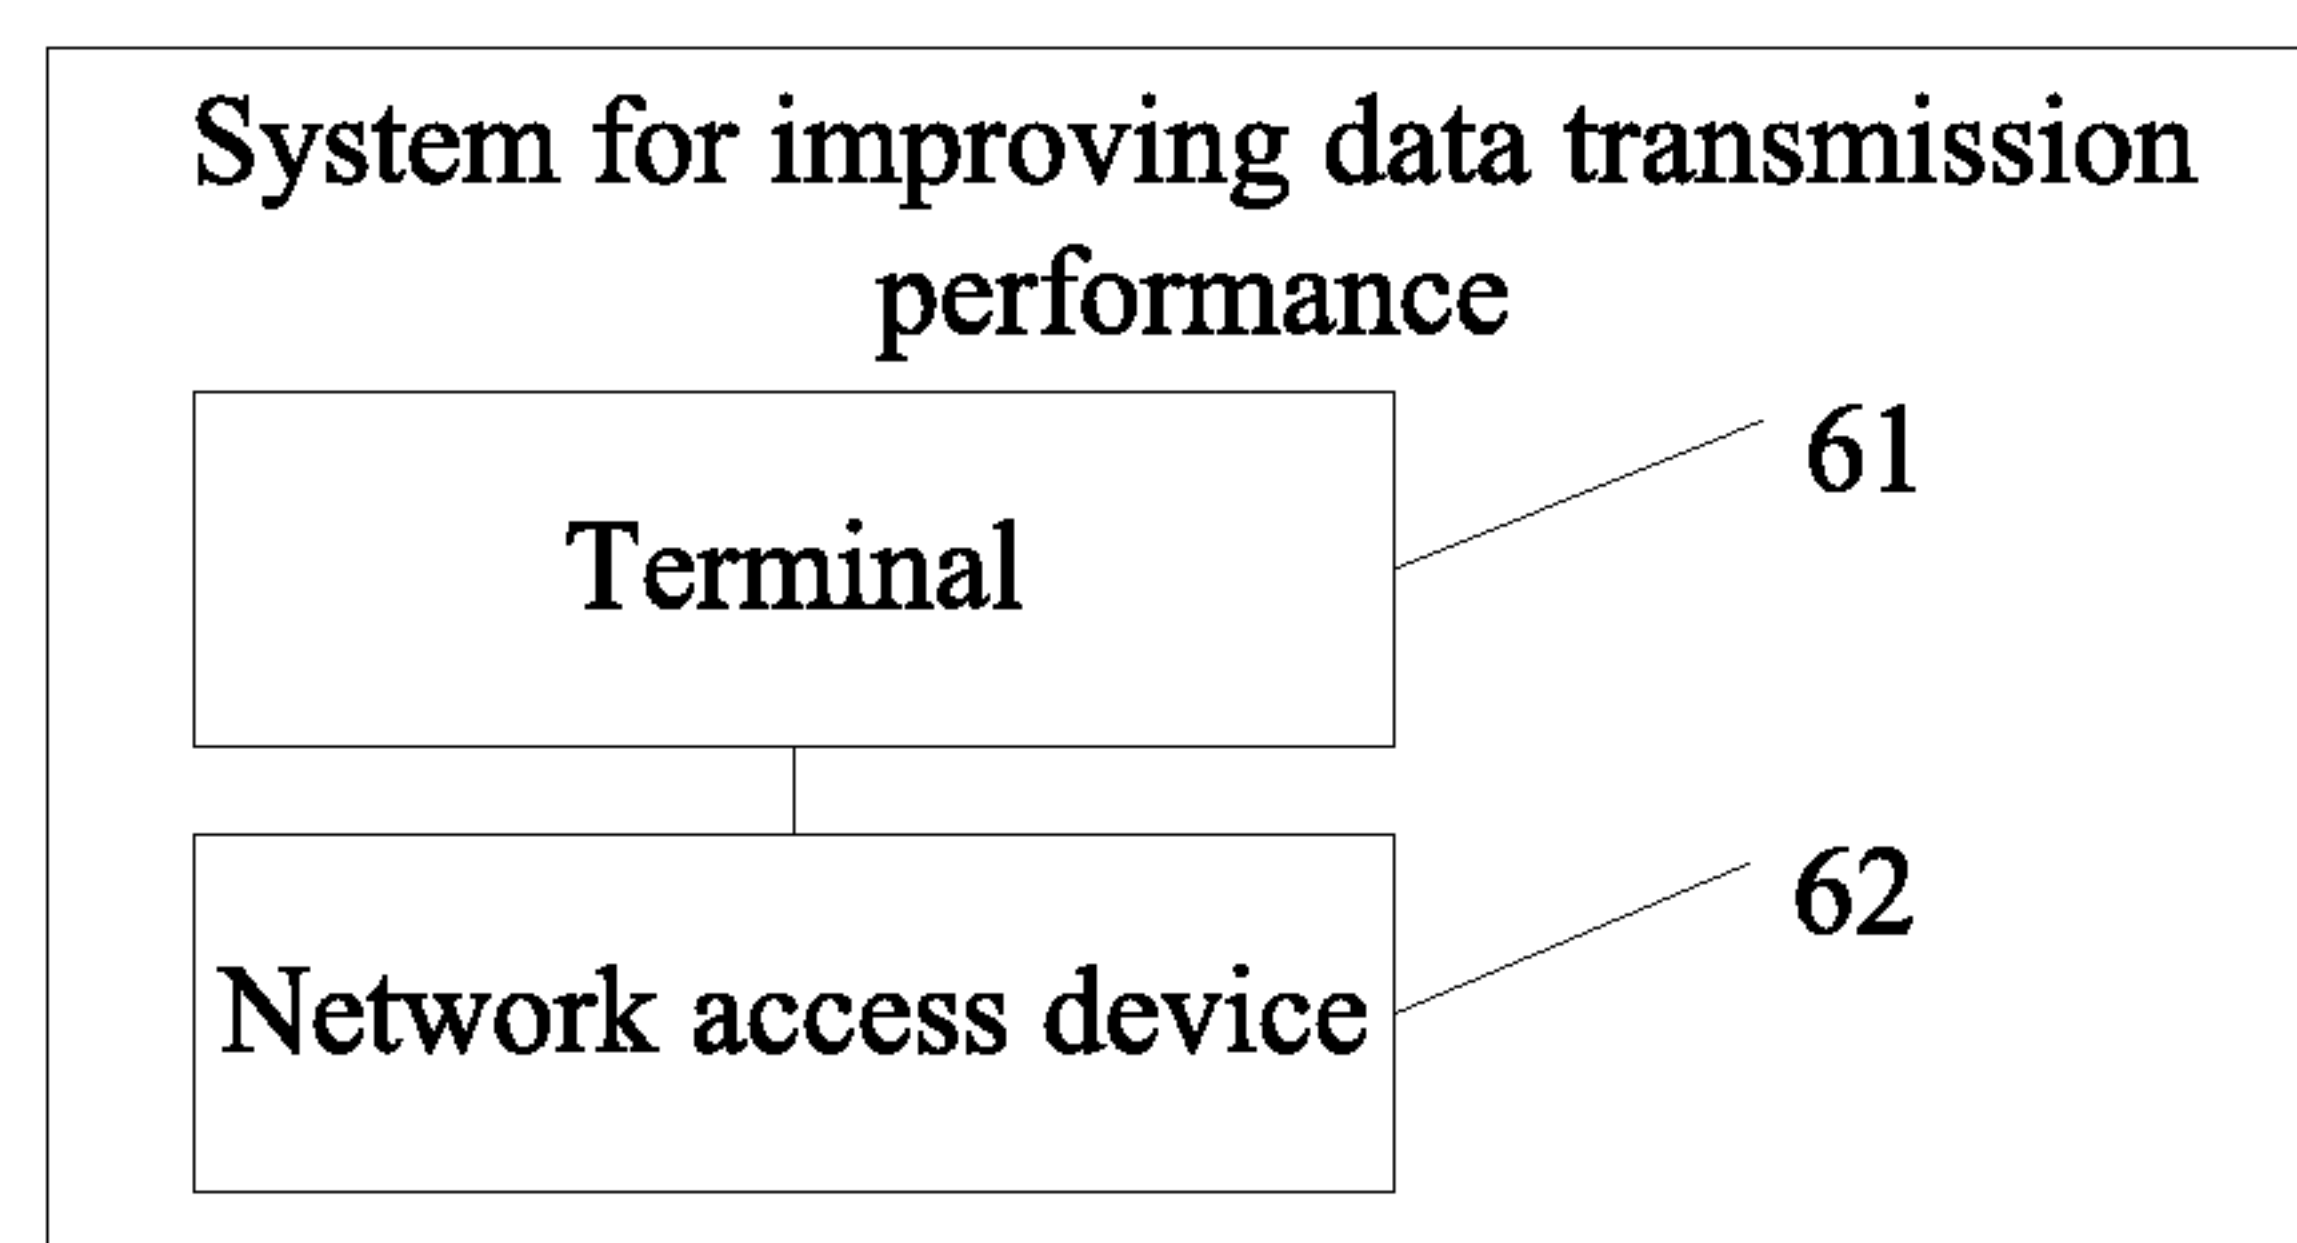 System for improving data transmission
performance
Terminal
61
Network access device
62